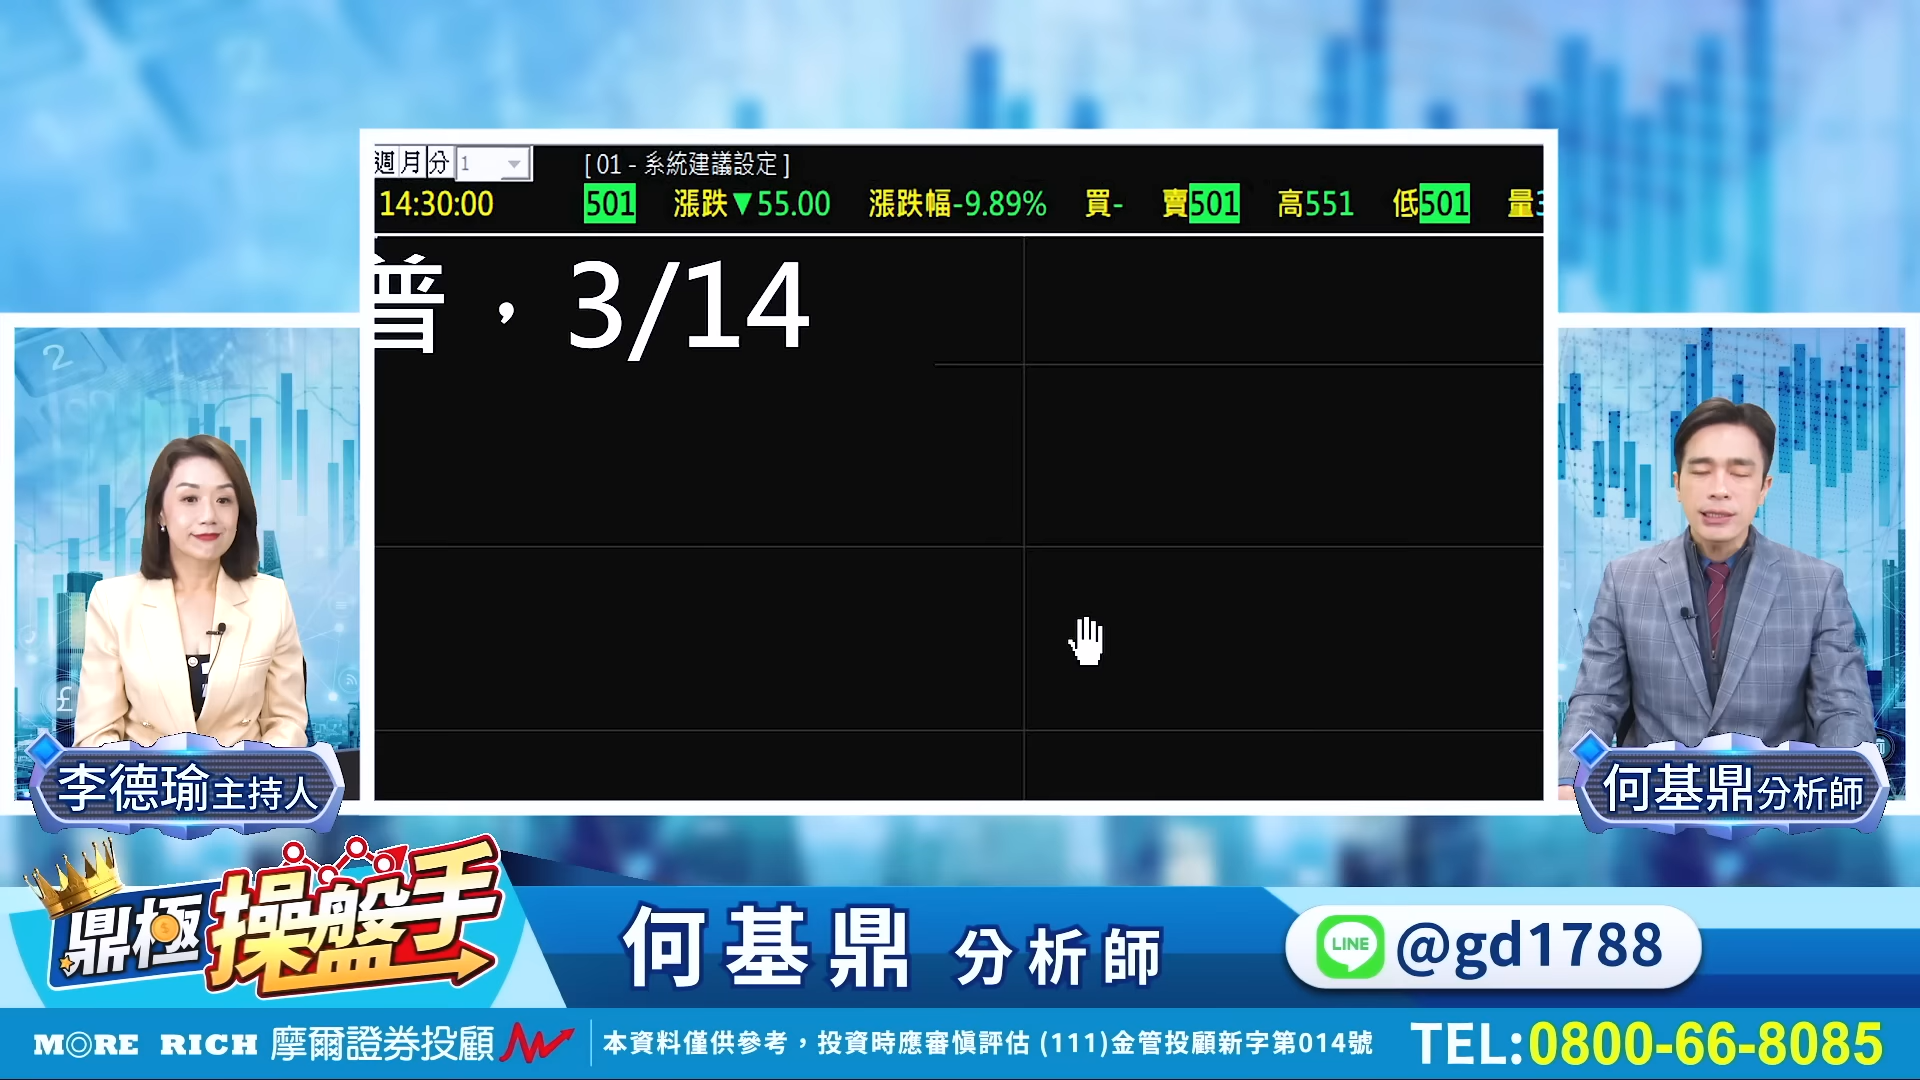 週月分 1 [ 01 - 系統建議設定 ]
14:30:00 501 漲跌▼55.00 漲跌幅-9.89% 買- 賣501 高551 低501 量
普，3/14
李德瑜主持人
何基鼎分析師
鼎極操盤手
何基鼎 分析師
LINE @gd1788
MORE RICH 摩爾證券投顧
本資料僅供參考，投資時應審慎評估 (111)金管投顧新字第014號
TEL:0800-66-8085